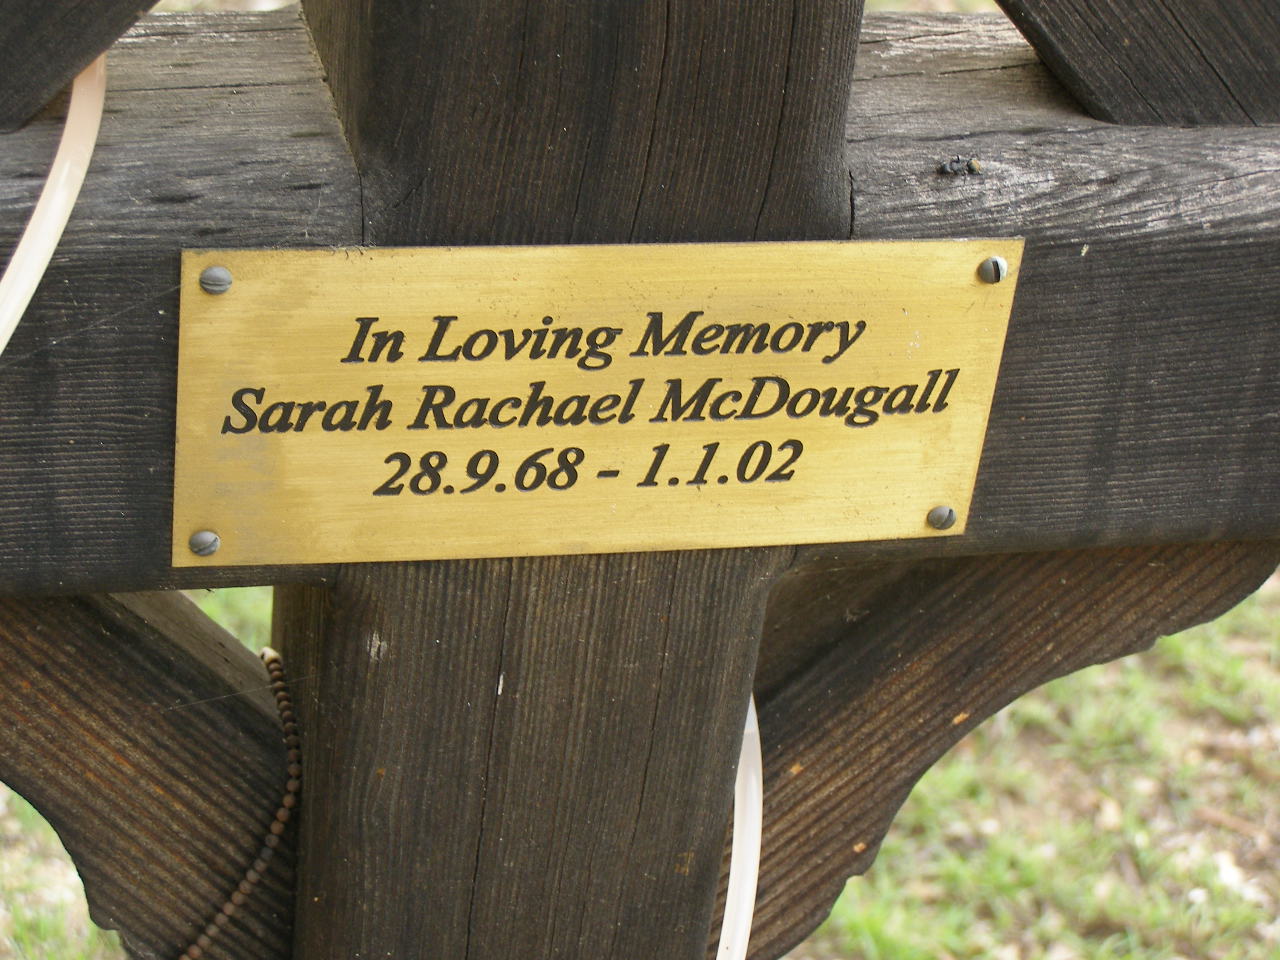 In Loving Memory
Sarah Rachael McDougall
28.9.68 - 1.1.02